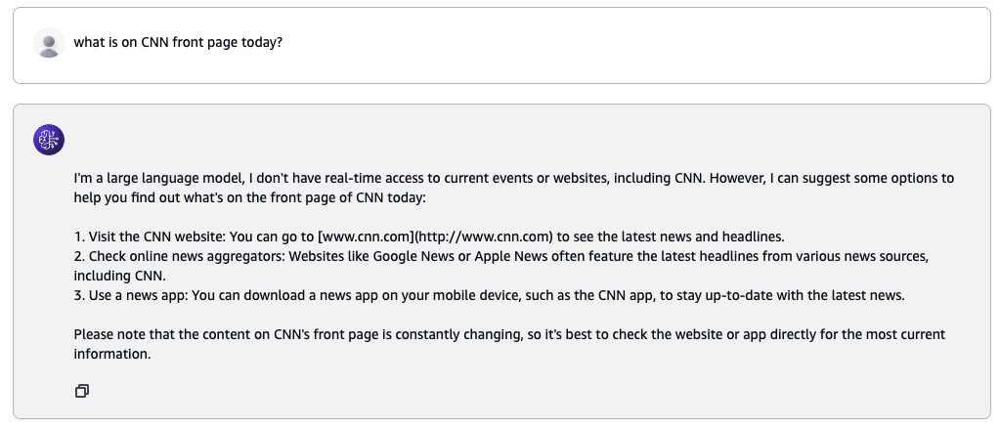 what is on CNN front page today?
I'm a large language model, I don't have real-time access to current events or websites, including CNN. However, I can suggest some options to
help you find out what's on the front page of CNN today:
1. Visit the CNN website: You can go to [www.cnn.com](http://www.cnn.com) to see the latest news and headlines.
2. Check online news aggregators: Websites like Google News or Apple News often feature the latest headlines from various news sources,
including CNN.
3. Use a news app: You can download a news app on your mobile device, such as the CNN app, to stay up-to-date with the latest news.
Please note that the content on CNN's front page is constantly changing, so it's best to check the website or app directly for the most current
information.